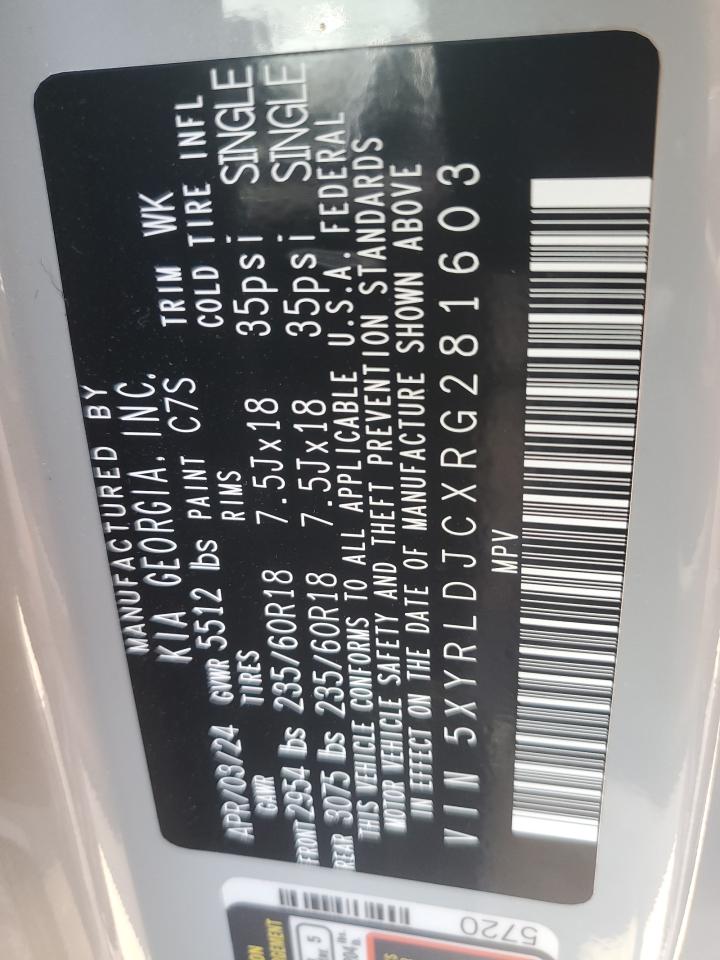 MANUFACTURED BY
KIA GEORGIA, INC.
APR/03/24 GVWR 5512 lbs PAINT C7S TRIM WK
GAWR TIRES RIMS COLD TIRE INFL
FRONT 2954 lbs 235/60R18 7.5Jx18 35psi SINGLE
REAR 3075 lbs 235/60R18 7.5Jx18 35psi SINGLE
THIS VEHICLE CONFORMS TO ALL APPLICABLE U.S.A. FEDERAL
MOTOR VEHICLE SAFETY AND THEFT PREVENTION STANDARDS
IN EFFECT ON THE DATE OF MANUFACTURE SHOWN ABOVE
VIN 5XYRLDJCXRG281603
MPV
5720
5